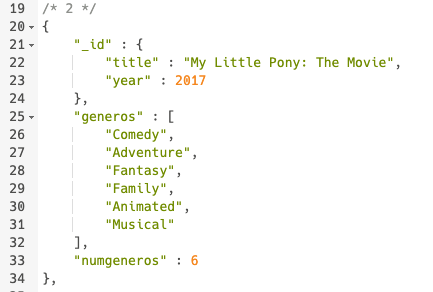 19 /* 2 */
20 {
21 "_id" : {
22 "title" : "My Little Pony: The Movie",
23 "year" : 2017
24 },
25 "generos" : [
26 "Comedy",
27 "Adventure",
28 "Fantasy",
29 "Family",
30 "Animated",
31 "Musical"
32 ],
33 "numgeneros" : 6
34 },